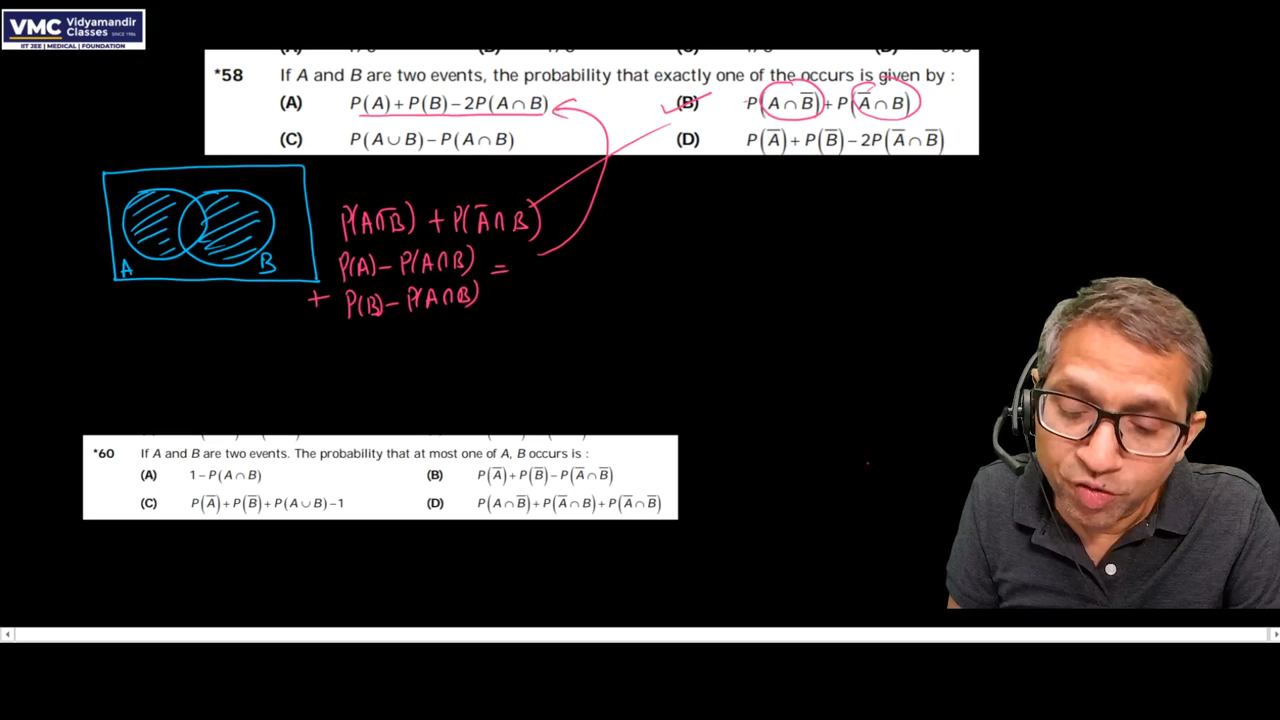 VMC Vidyamandir Classes
SINCE 1986
IIT JEE | MEDICAL | FOUNDATION
*58 If A and B are two events, the probability that exactly one of the occurs is given by :
(A) P(A)+P(B)−2P(A∩B) (B) P(A∩B̅)+P(A̅∩B)
(C) P(A∪B)−P(A∩B) (D) P(A̅)+P(B̅)−2P(A̅∩B̅)
A B
P(A∩B̅) + P(A̅∩B)
P(A) − P(A∩B) =
+ P(B) − P(A∩B)
*60 If A and B are two events. The probability that at most one of A, B occurs is :
(A) 1−P(A∩B) (B) P(A̅)+P(B̅)−P(A̅∩B̅)
(C) P(A̅)+P(B̅)+P(A∪B)−1 (D) P(A∩B̅)+P(A̅∩B)+P(A̅∩B̅)